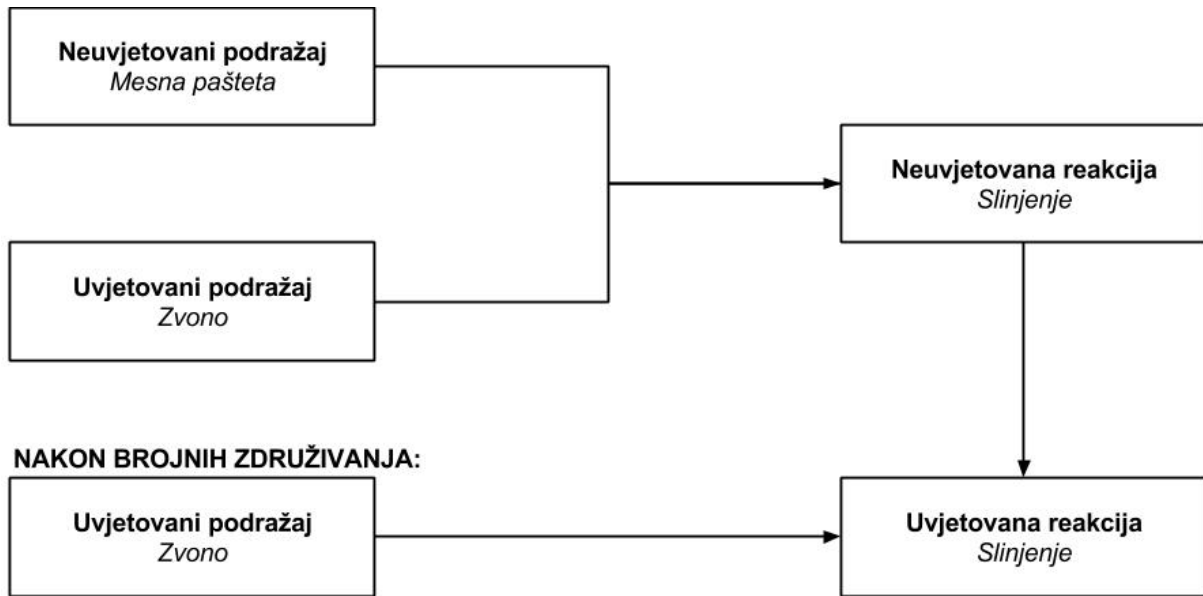 Neuvjetovani podražaj
Mesna pašteta
Neuvjetovana reakcija
Slinjenje
Uvjetovani podražaj
Zvono
NAKON BROJNIH ZDRUŽIVANJA:
Uvjetovani podražaj
Zvono
Uvjetovana reakcija
Slinjenje